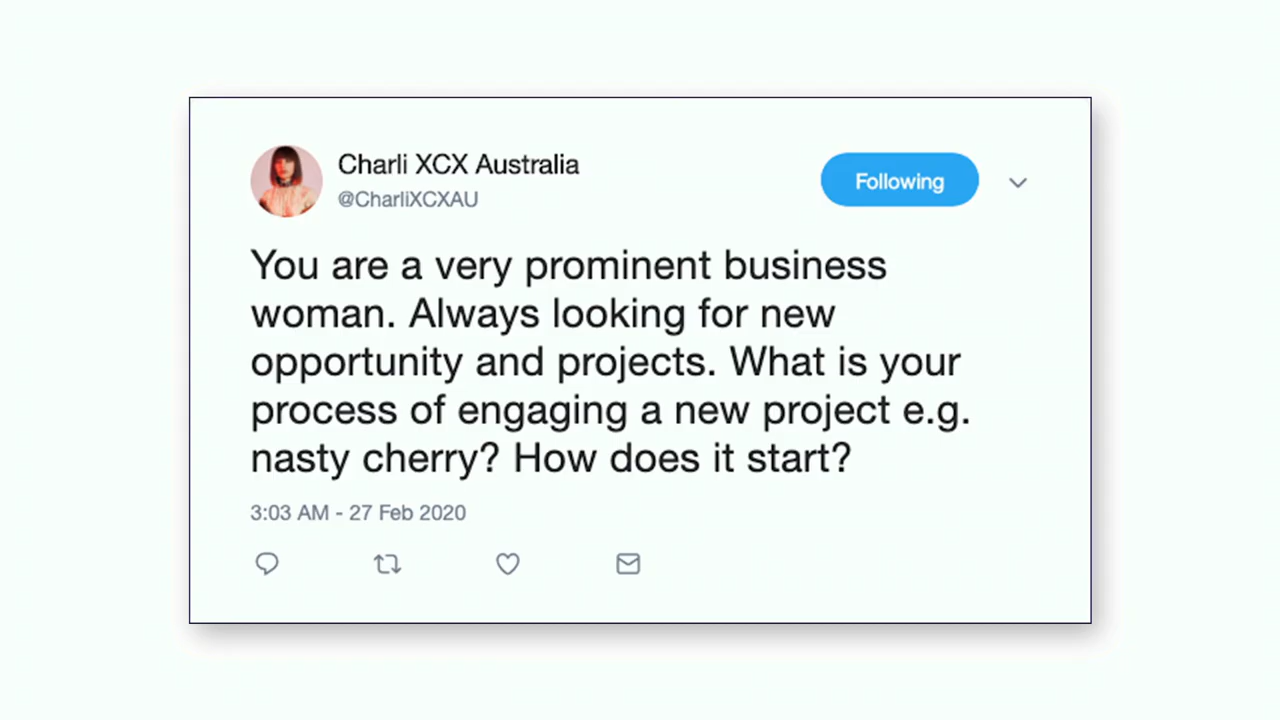 Charli XCX Australia
@CharliXCXAU
Following
You are a very prominent business
woman. Always looking for new
opportunity and projects. What is your
process of engaging a new project e.g.
nasty cherry? How does it start?
3:03 AM - 27 Feb 2020